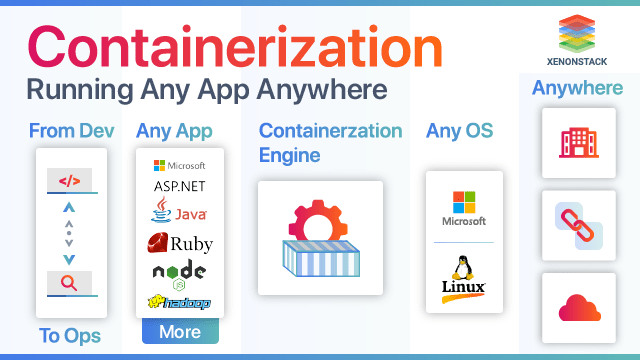 Containerization
Running Any App Anywhere
XENONSTACK
From Dev
</>
To Ops
Any App
Microsoft
ASP.NET
Java
Ruby
node
JS
hadoop
More
Containerzation
Engine
Any OS
Microsoft
Linux
Anywhere